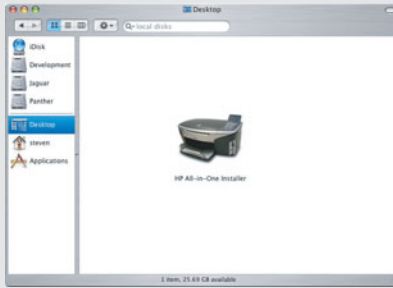 Desktop
local disks
iDisk
Development
Jaguar
Panther
Desktop
steven
Applications
HP All-in-One Installer
1 item, 25.69 GB available